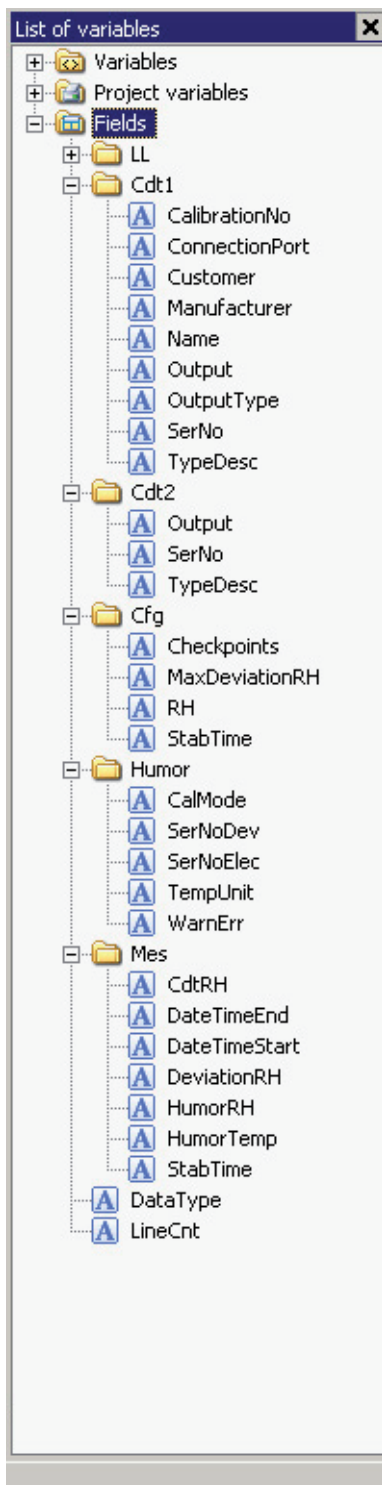 List of variables
Variables
Project variables
Fields
LL
Cdt1
CalibrationNo
ConnectionPort
Customer
Manufacturer
Name
Output
OutputType
SerNo
TypeDesc
Cdt2
Output
SerNo
TypeDesc
Cfg
Checkpoints
MaxDeviationRH
RH
StabTime
Humor
CalMode
SerNoDev
SerNoElec
TempUnit
WarnErr
Mes
CdtRH
DateTimeEnd
DateTimeStart
DeviationRH
HumorRH
HumorTemp
StabTime
DataType
LineCnt